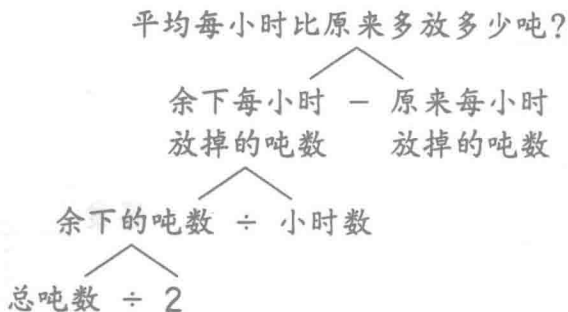 平均每小时比原来多放多少吨?
余下每小时 － 原来每小时
放掉的吨数 放掉的吨数
余下的吨数 ÷ 小时数
总吨数 ÷ 2